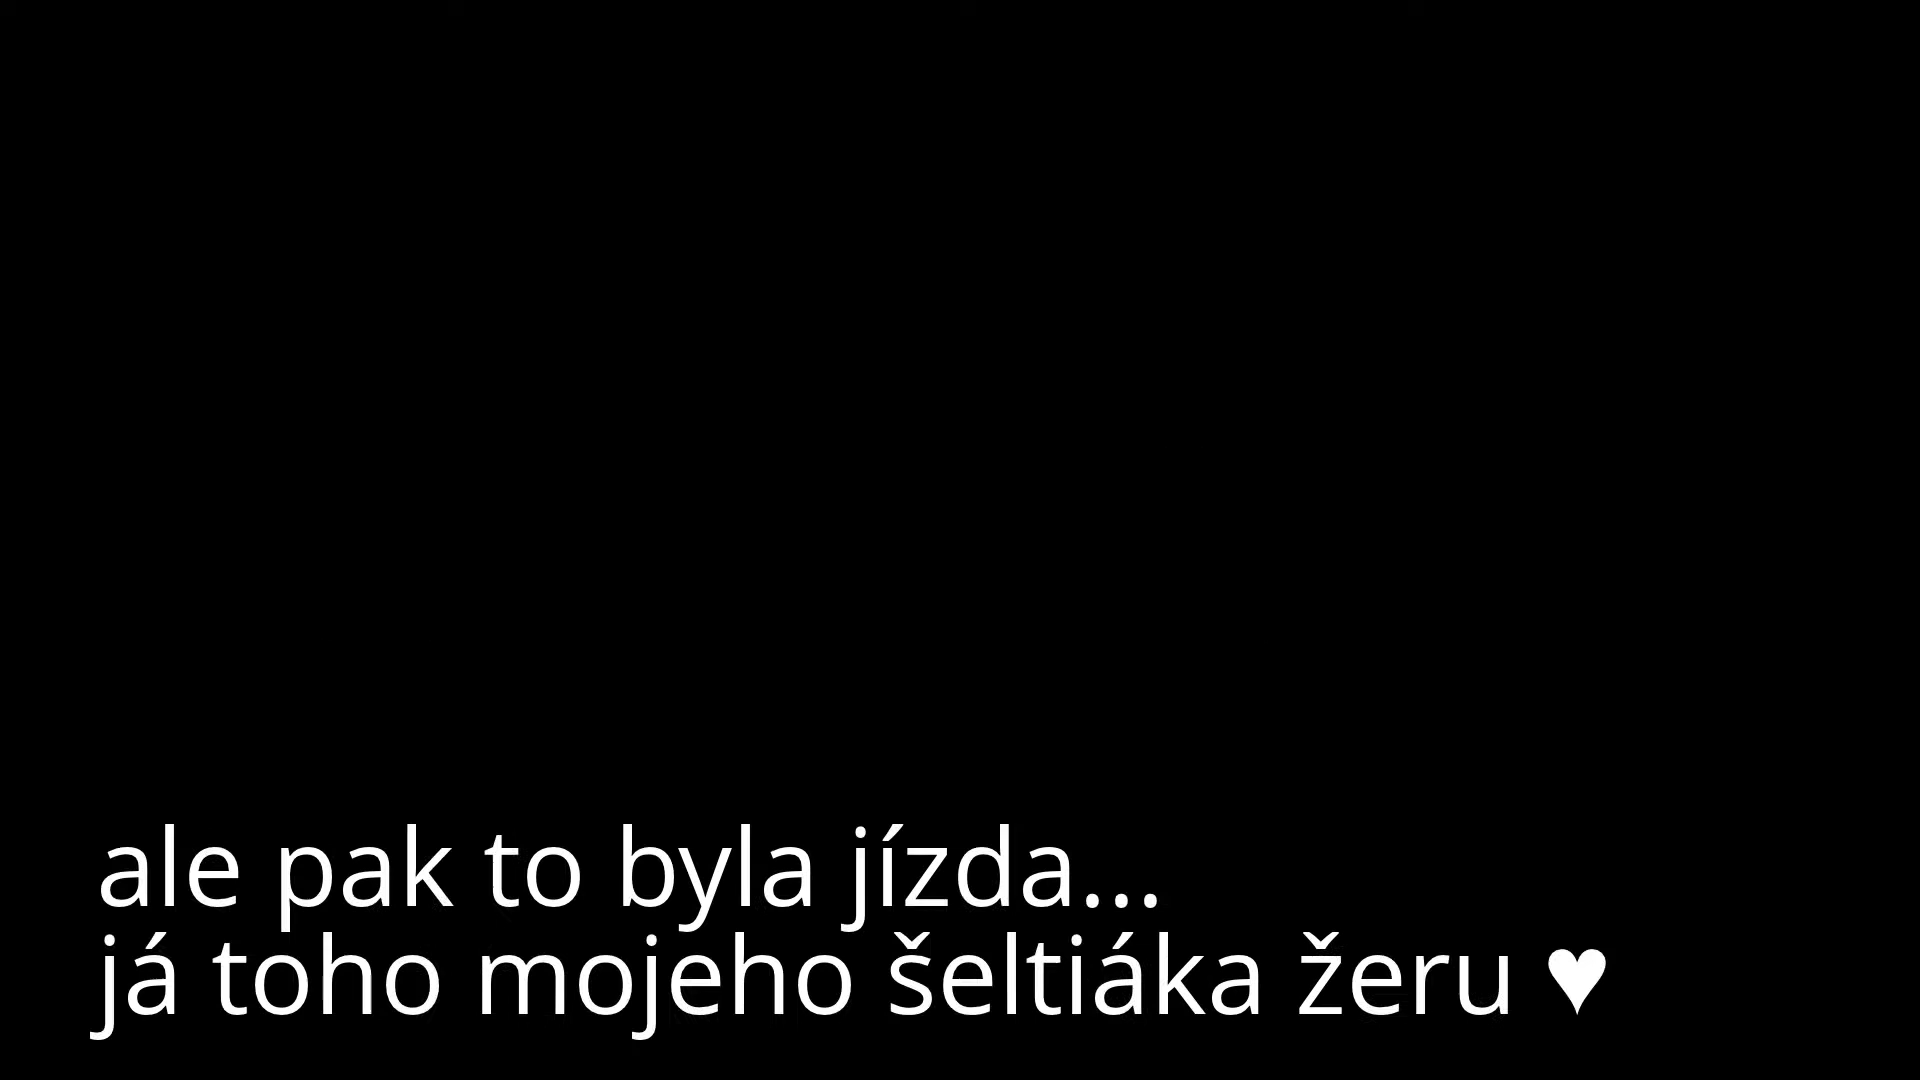 ale pak to byla jízda...
já toho mojeho šeltiáka žeru ♥